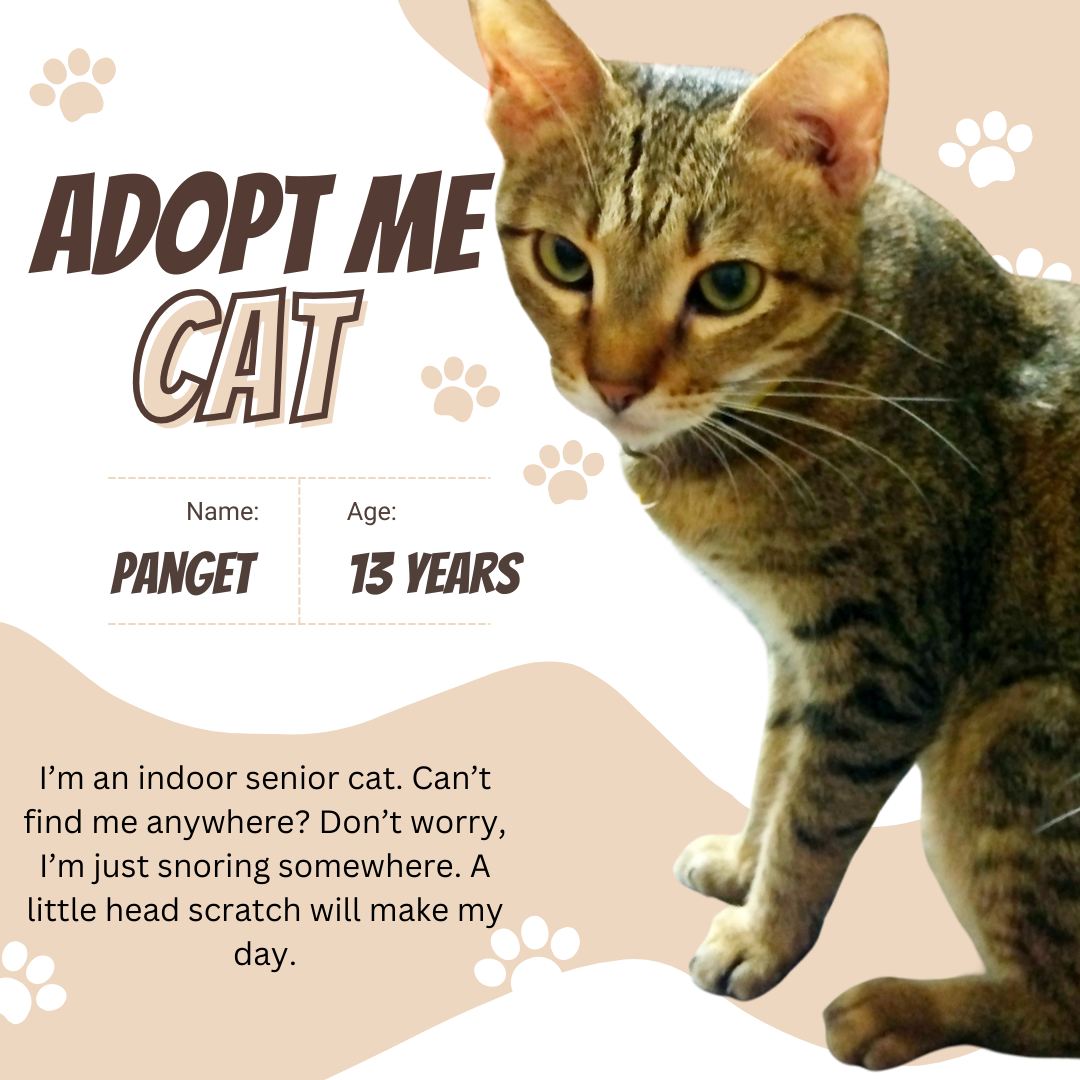 ADOPT ME
CAT
Name:
PANGET
Age:
13 YEARS
I’m an indoor senior cat. Can’t
find me anywhere? Don’t worry,
I’m just snoring somewhere. A
little head scratch will make my
day.